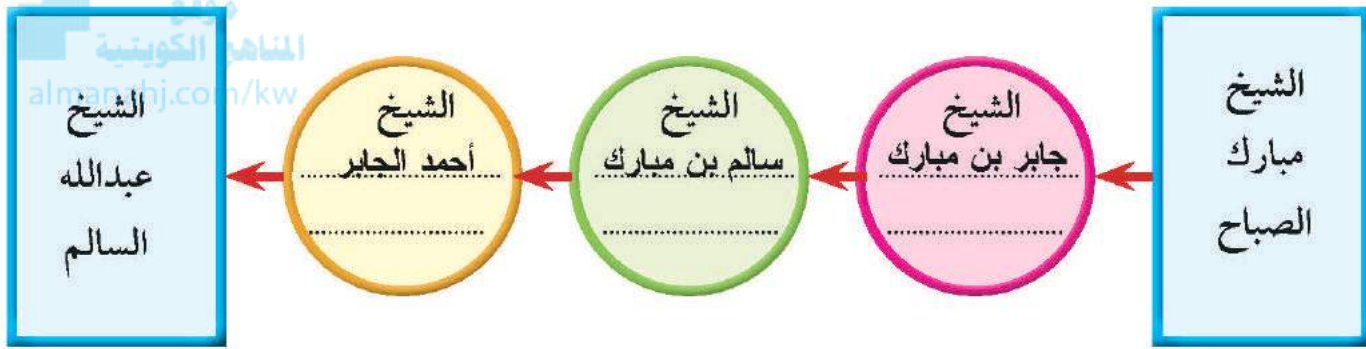 الشيخ
مبارك
الصباح
الشيخ
جابر بن مبارك
الشيخ
سالم بن مبارك
الشيخ
أحمد الجابر
الشيخ
عبدالله
السالم
موقع
المناهج الكويتية
almanahj.com/kw